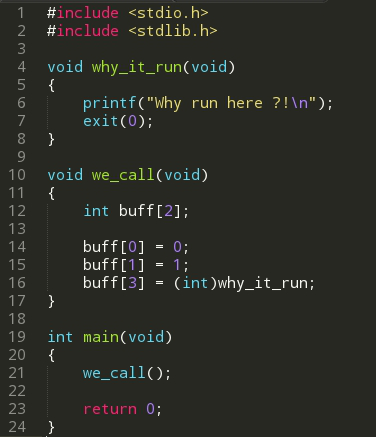 1 #include <stdio.h>
2 #include <stdlib.h>
3
4 void why_it_run(void)
5 {
6     printf("Why run here ?!\n");
7     exit(0);
8 }
9
10 void we_call(void)
11 {
12     int buff[2];
13
14     buff[0] = 0;
15     buff[1] = 1;
16     buff[3] = (int)why_it_run;
17 }
18
19 int main(void)
20 {
21     we_call();
22
23     return 0;
24 }